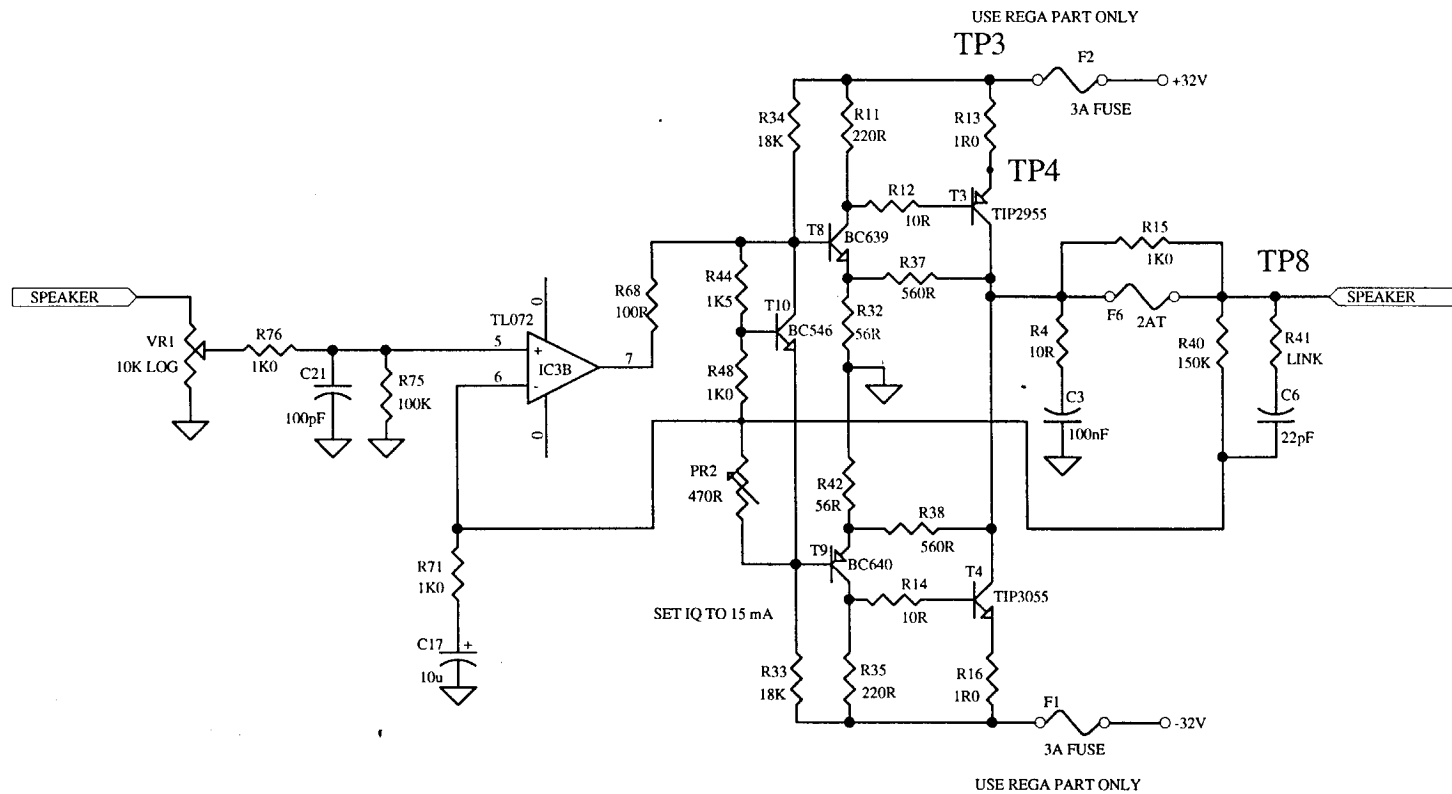 USE REGA PART ONLY
TP3
F2
+32V
3A FUSE
R34
18K
R11
220R
R13
1R0
TP4
R12
10R
T3
TIP2955
T8
BC639
R15
1K0
TP8
R37
560R
SPEAKER
SPEAKER
R44
1K5
R68
100R
T10
BC546
R32
56R
F6
2AT
R4
10R
R40
150K
R41
LINK
VR1
10K LOG
R76
1K0
0
TL072
5
+
7
IC3B
6
-
0
C21
100pF
R75
100K
R48
1K0
C3
100nF
C6
22pF
PR2
470R
R42
56R
R38
560R
T9
BC640
R71
1K0
R14
10R
T4
TIP3055
SET IQ TO 15 mA
C17
+
10u
R33
18K
R35
220R
R16
1R0
F1
-32V
3A FUSE
USE REGA PART ONLY